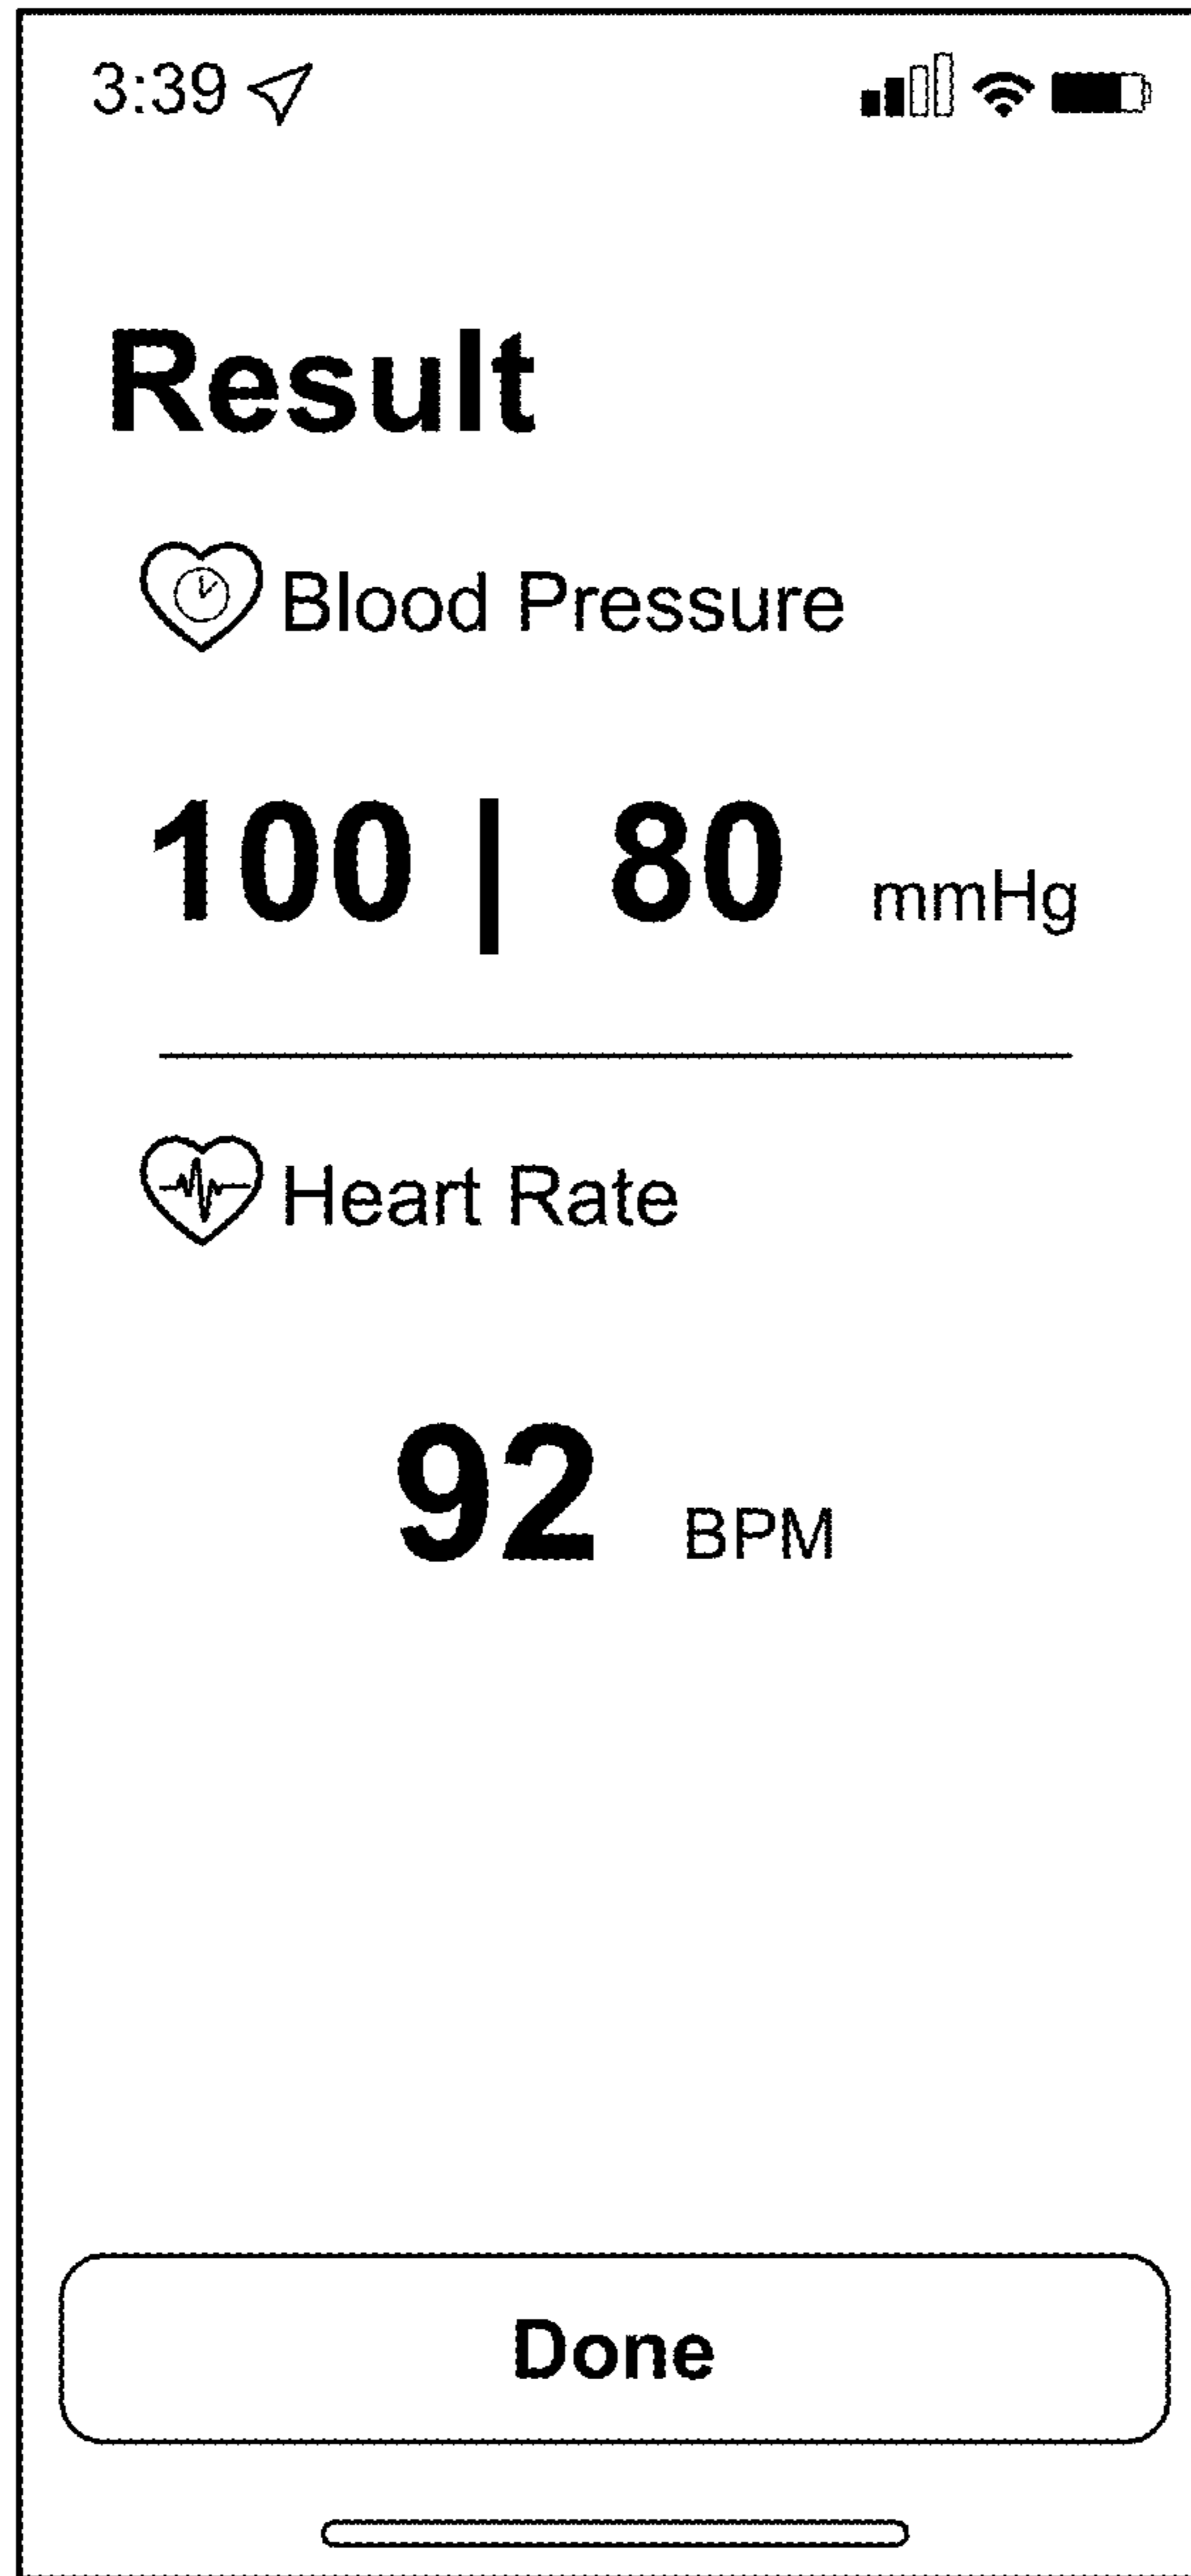 3:39
Result
Blood Pressure
100 | 80 mmHg
Heart Rate
92 BPM
Done